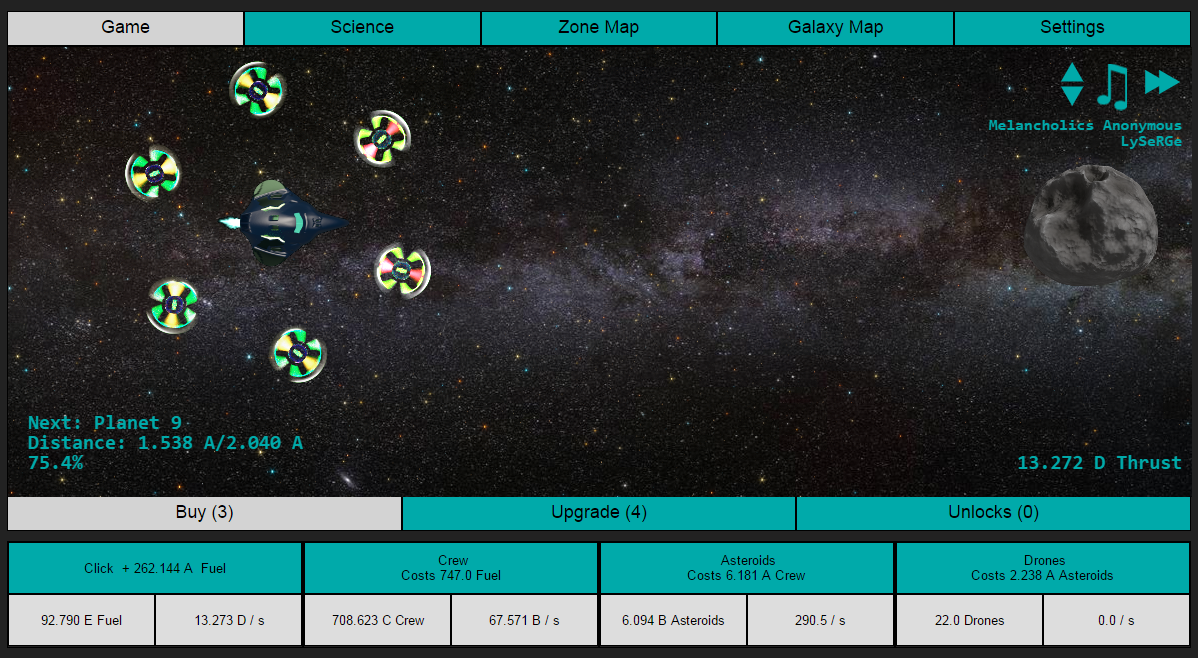 Game
Science
Zone Map
Galaxy Map
Settings
Melancholics Anonymous
LySeRGe
Next: Planet 9
Distance: 1.538 A/2.040 A
75.4%
13.272 D Thrust
Buy (3)
Upgrade (4)
Unlocks (0)
Click + 262.144 A Fuel
Crew
Costs 747.0 Fuel
Asteroids
Costs 6.181 A Crew
Drones
Costs 2.238 A Asteroids
92.790 E Fuel
13.273 D / s
708.623 C Crew
67.571 B / s
6.094 B Asteroids
290.5 / s
22.0 Drones
0.0 / s